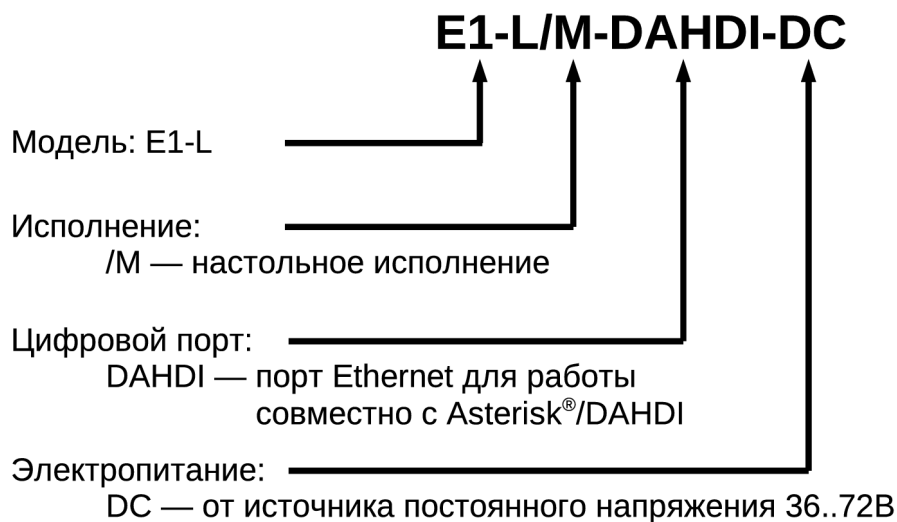 E1-L/M-DAHDI-DC
Модель: E1-L
Исполнение:
/M — настольное исполнение
Цифровой порт:
DAHDI — порт Ethernet для работы
совместно с Asterisk®/DAHDI
Электропитание:
DC — от источника постоянного напряжения 36..72В